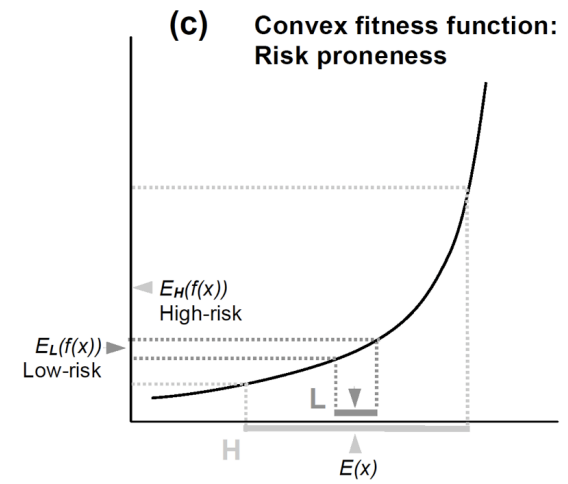 (c) Convex fitness function:
Risk proneness
E_H(f(x))
High-risk
E_L(f(x))
Low-risk
L
H
E(x)